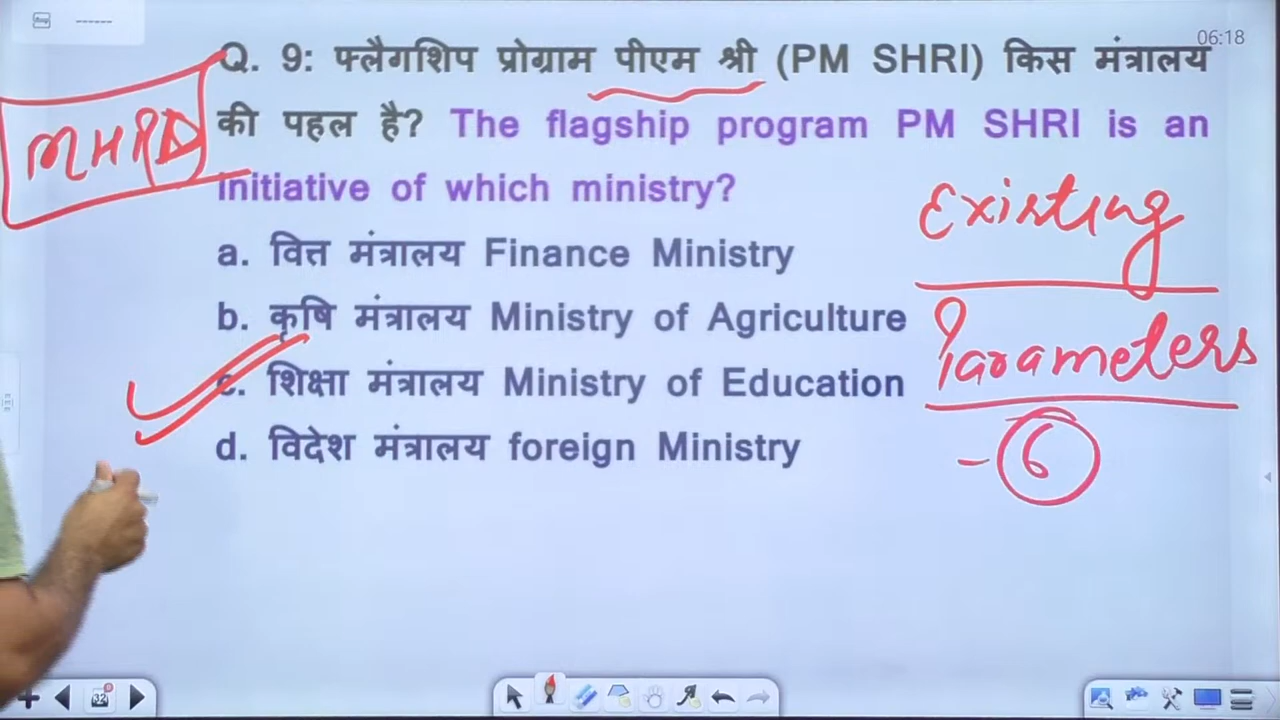 06:18
Q. 9: फ्लैगशिप प्रोग्राम पीएम श्री (PM SHRI) किस मंत्रालय
की पहल है? The flagship program PM SHRI is an
initiative of which ministry?
a. वित्त मंत्रालय Finance Ministry
b. कृषि मंत्रालय Ministry of Agriculture
c. शिक्षा मंत्रालय Ministry of Education
d. विदेश मंत्रालय foreign Ministry
MHRD
Existing
Parameters
- 6
32